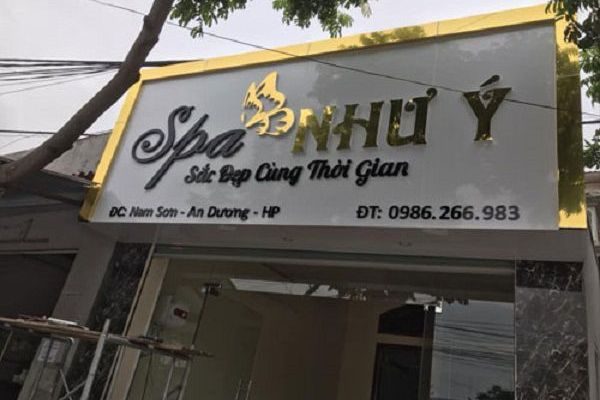 Spa NHƯ Ý
Sắc Đẹp Cùng Thời Gian
ĐC: Nam Sơn - An Dương - HP ĐT: 0986.266.983